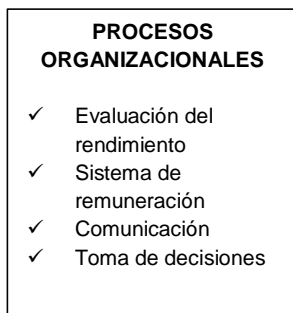 PROCESOS
ORGANIZACIONALES
✓ Evaluación del
rendimiento
✓ Sistema de
remuneración
✓ Comunicación
✓ Toma de decisiones